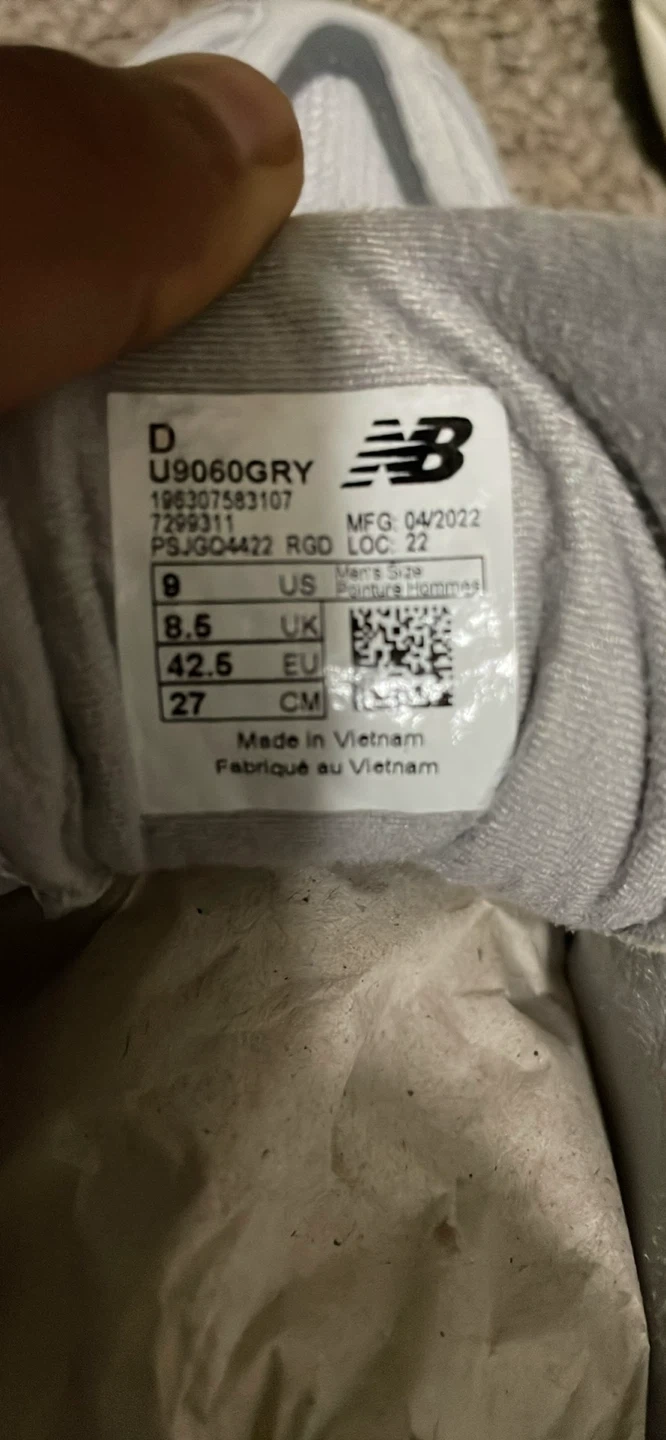 D
U9060GRY
NB
196307583107
7299311 MFG: 04/2022
PSJGQ4422 RGD LOC: 22
9 US Men's Size
Pointure Hommes
8.5 UK
42.5 EU
27 CM
Made in Vietnam
Fabriqué au Vietnam